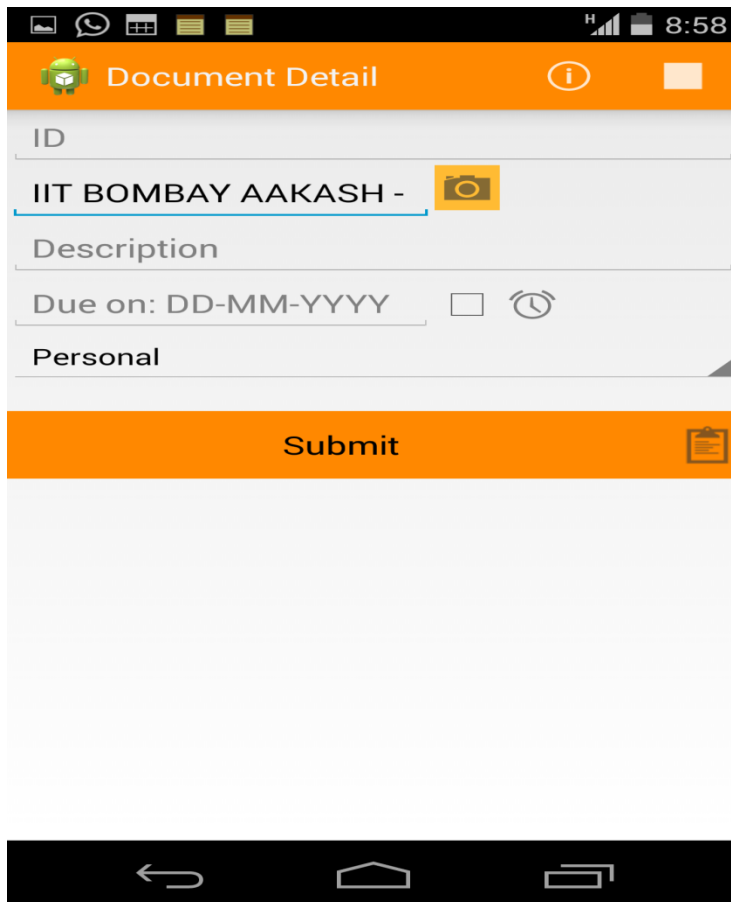 H 8:58
Document Detail
ID
IIT BOMBAY AAKASH -
Description
Due on: DD-MM-YYYY
Personal
Submit